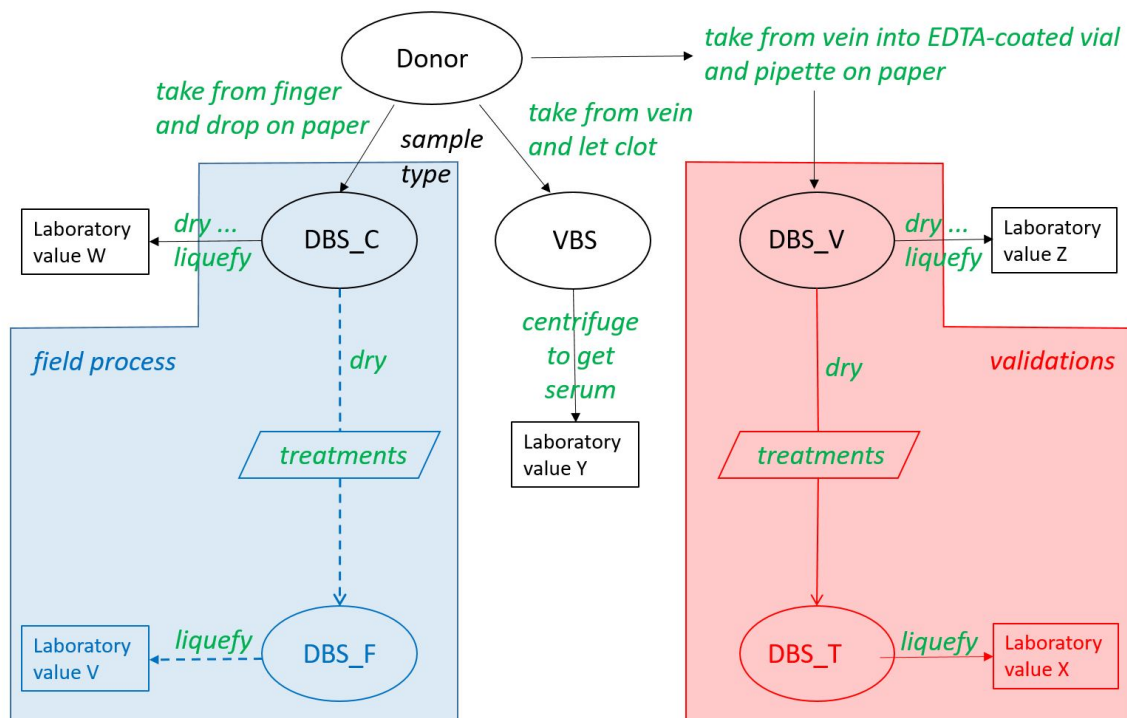 Donor
take from vein into EDTA-coated vial
and pipette on paper
take from finger
and drop on paper
sample
type
take from vein
and let clot
Laboratory
value W
dry ...
liquefy
DBS_C
VBS
DBS_V
dry ...
liquefy
Laboratory
value Z
field process
dry
centrifuge
to get
serum
dry
validations
treatments
Laboratory
value Y
treatments
Laboratory
value V
liquefy
DBS_F
DBS_T
liquefy
Laboratory
value X